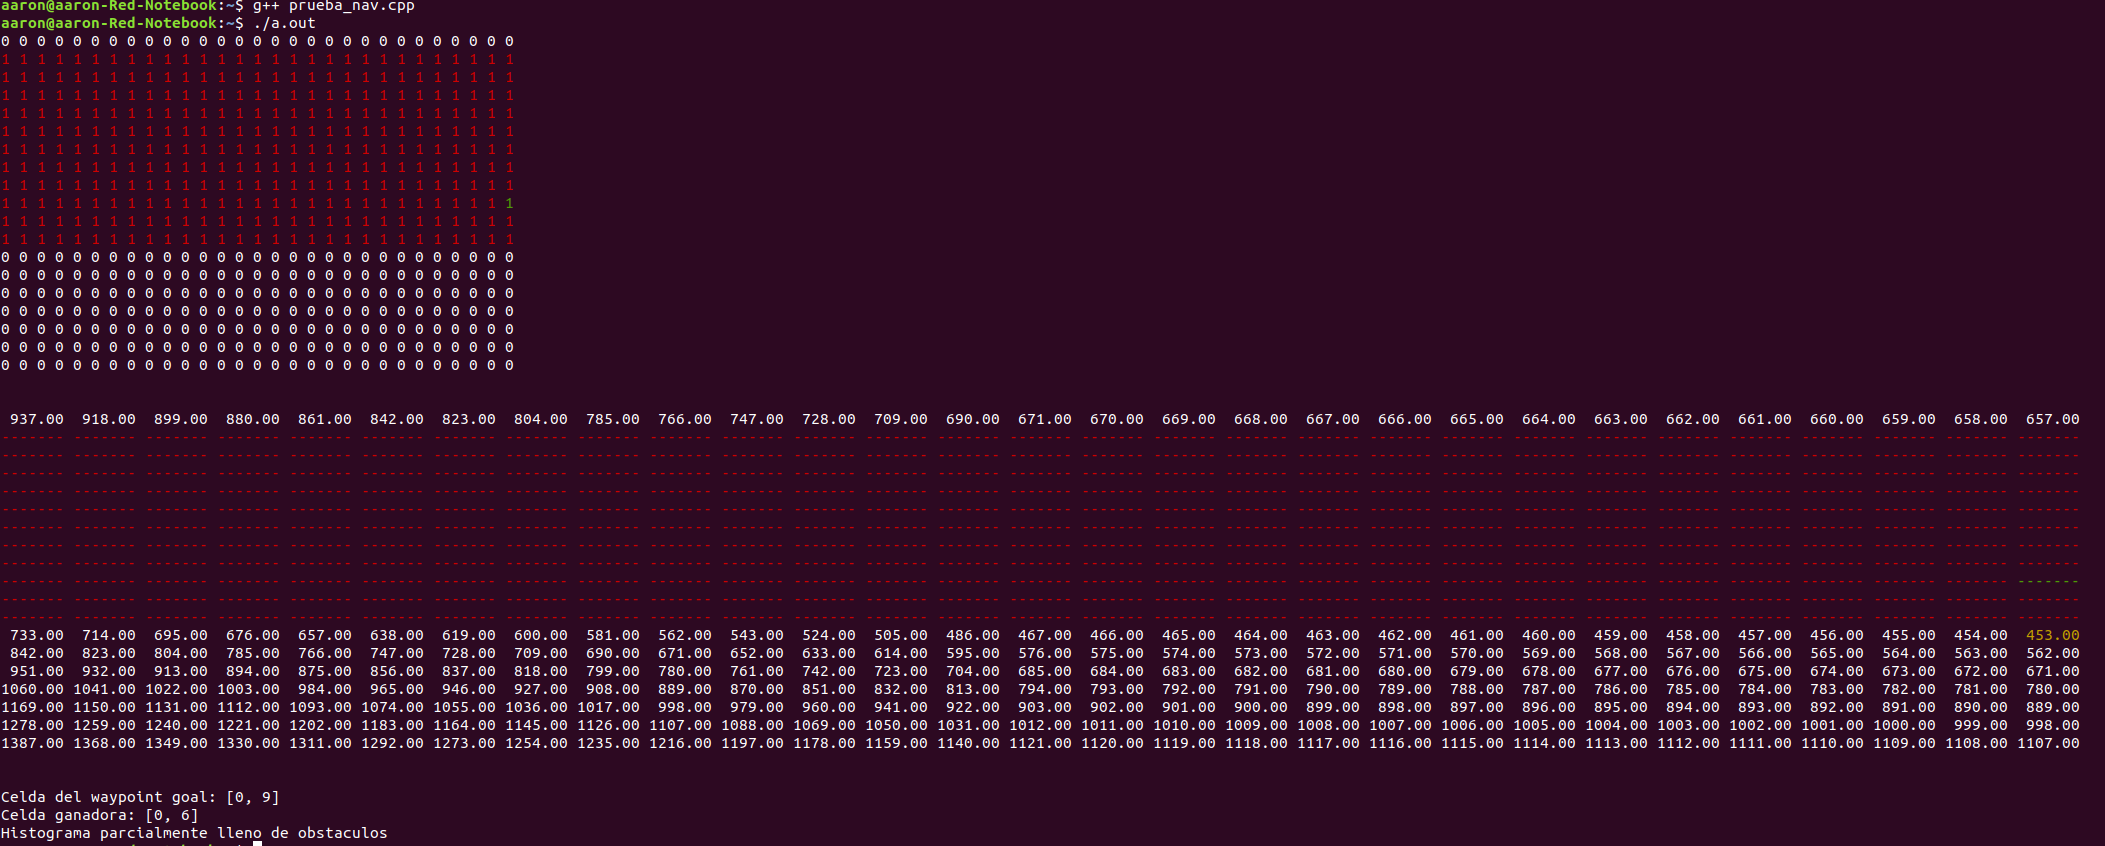 aaron@aaron-Red-Notebook:~$ g++ prueba_nav.cpp
aaron@aaron-Red-Notebook:~$ ./a.out
0 0 0 0 0 0 0 0 0 0 0 0 0 0 0 0 0 0 0 0 0 0 0 0 0 0 0 0 0
1 1 1 1 1 1 1 1 1 1 1 1 1 1 1 1 1 1 1 1 1 1 1 1 1 1 1 1 1
1 1 1 1 1 1 1 1 1 1 1 1 1 1 1 1 1 1 1 1 1 1 1 1 1 1 1 1 1
1 1 1 1 1 1 1 1 1 1 1 1 1 1 1 1 1 1 1 1 1 1 1 1 1 1 1 1 1
1 1 1 1 1 1 1 1 1 1 1 1 1 1 1 1 1 1 1 1 1 1 1 1 1 1 1 1 1
1 1 1 1 1 1 1 1 1 1 1 1 1 1 1 1 1 1 1 1 1 1 1 1 1 1 1 1 1
1 1 1 1 1 1 1 1 1 1 1 1 1 1 1 1 1 1 1 1 1 1 1 1 1 1 1 1 1
1 1 1 1 1 1 1 1 1 1 1 1 1 1 1 1 1 1 1 1 1 1 1 1 1 1 1 1 1
1 1 1 1 1 1 1 1 1 1 1 1 1 1 1 1 1 1 1 1 1 1 1 1 1 1 1 1 1
1 1 1 1 1 1 1 1 1 1 1 1 1 1 1 1 1 1 1 1 1 1 1 1 1 1 1 1 1
1 1 1 1 1 1 1 1 1 1 1 1 1 1 1 1 1 1 1 1 1 1 1 1 1 1 1 1 1
1 1 1 1 1 1 1 1 1 1 1 1 1 1 1 1 1 1 1 1 1 1 1 1 1 1 1 1 1
0 0 0 0 0 0 0 0 0 0 0 0 0 0 0 0 0 0 0 0 0 0 0 0 0 0 0 0 0
0 0 0 0 0 0 0 0 0 0 0 0 0 0 0 0 0 0 0 0 0 0 0 0 0 0 0 0 0
0 0 0 0 0 0 0 0 0 0 0 0 0 0 0 0 0 0 0 0 0 0 0 0 0 0 0 0 0
0 0 0 0 0 0 0 0 0 0 0 0 0 0 0 0 0 0 0 0 0 0 0 0 0 0 0 0 0
0 0 0 0 0 0 0 0 0 0 0 0 0 0 0 0 0 0 0 0 0 0 0 0 0 0 0 0 0
0 0 0 0 0 0 0 0 0 0 0 0 0 0 0 0 0 0 0 0 0 0 0 0 0 0 0 0 0
0 0 0 0 0 0 0 0 0 0 0 0 0 0 0 0 0 0 0 0 0 0 0 0 0 0 0 0 0
937.00 918.00 899.00 880.00 861.00 842.00 823.00 804.00 785.00 766.00 747.00 728.00 709.00 690.00 671.00 670.00 669.00 668.00 667.00 666.00 665.00 664.00 663.00 662.00 661.00 660.00 659.00 658.00 657.00
733.00 714.00 695.00 676.00 657.00 638.00 619.00 600.00 581.00 562.00 543.00 524.00 505.00 486.00 467.00 466.00 465.00 464.00 463.00 462.00 461.00 460.00 459.00 458.00 457.00 456.00 455.00 454.00 453.00
842.00 823.00 804.00 785.00 766.00 747.00 728.00 709.00 690.00 671.00 652.00 633.00 614.00 595.00 576.00 575.00 574.00 573.00 572.00 571.00 570.00 569.00 568.00 567.00 566.00 565.00 564.00 563.00 562.00
951.00 932.00 913.00 894.00 875.00 856.00 837.00 818.00 799.00 780.00 761.00 742.00 723.00 704.00 685.00 684.00 683.00 682.00 681.00 680.00 679.00 678.00 677.00 676.00 675.00 674.00 673.00 672.00 671.00
1060.00 1041.00 1022.00 1003.00 984.00 965.00 946.00 927.00 908.00 889.00 870.00 851.00 832.00 813.00 794.00 793.00 792.00 791.00 790.00 789.00 788.00 787.00 786.00 785.00 784.00 783.00 782.00 781.00 780.00
1169.00 1150.00 1131.00 1112.00 1093.00 1074.00 1055.00 1036.00 1017.00 998.00 979.00 960.00 941.00 922.00 903.00 902.00 901.00 900.00 899.00 898.00 897.00 896.00 895.00 894.00 893.00 892.00 891.00 890.00 889.00
1278.00 1259.00 1240.00 1221.00 1202.00 1183.00 1164.00 1145.00 1126.00 1107.00 1088.00 1069.00 1050.00 1031.00 1012.00 1011.00 1010.00 1009.00 1008.00 1007.00 1006.00 1005.00 1004.00 1003.00 1002.00 1001.00 1000.00 999.00 998.00
1387.00 1368.00 1349.00 1330.00 1311.00 1292.00 1273.00 1254.00 1235.00 1216.00 1197.00 1178.00 1159.00 1140.00 1121.00 1120.00 1119.00 1118.00 1117.00 1116.00 1115.00 1114.00 1113.00 1112.00 1111.00 1110.00 1109.00 1108.00 1107.00
Celda del waypoint goal: [0, 9]
Celda ganadora: [0, 6]
Histograma parcialmente lleno de obstaculos